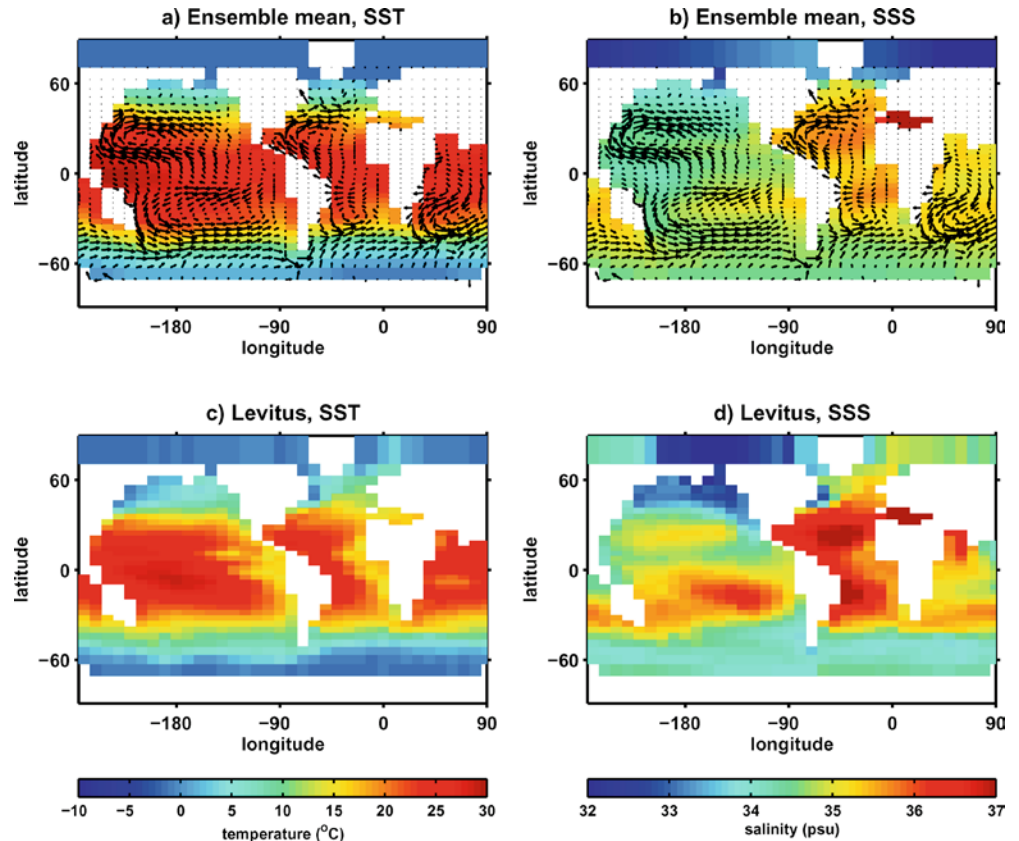 a) Ensemble mean, SST
b) Ensemble mean, SSS
latitude
60
0
−60
−180 −90 0 90
longitude
latitude
60
0
−60
−180 −90 0 90
longitude
c) Levitus, SST
d) Levitus, SSS
latitude
60
0
−60
−180 −90 0 90
longitude
latitude
60
0
−60
−180 −90 0 90
longitude
−10 −5 0 5 10 15 20 25 30
temperature (°C)
32 33 34 35 36 37
salinity (psu)